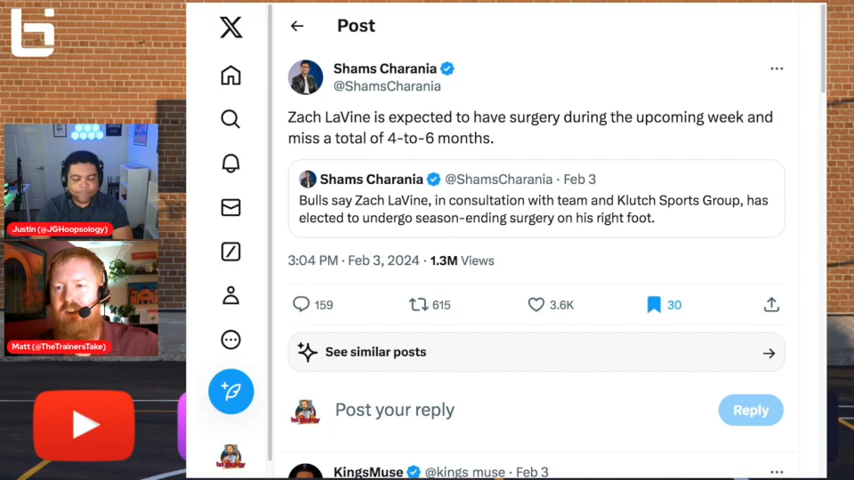 Post
Shams Charania
@ShamsCharania
Zach LaVine is expected to have surgery during the upcoming week and
miss a total of 4-to-6 months.
Shams Charania @ShamsCharania · Feb 3
Bulls say Zach LaVine, in consultation with team and Klutch Sports Group, has
elected to undergo season-ending surgery on his right foot.
3:04 PM · Feb 3, 2024 · 1.3M Views
159 615 3.6K 30
See similar posts
Post your reply
Reply
KingsMuse @kings_muse · Feb 3
Justin (@JGHoopsology)
Matt (@TheTrainersTake)